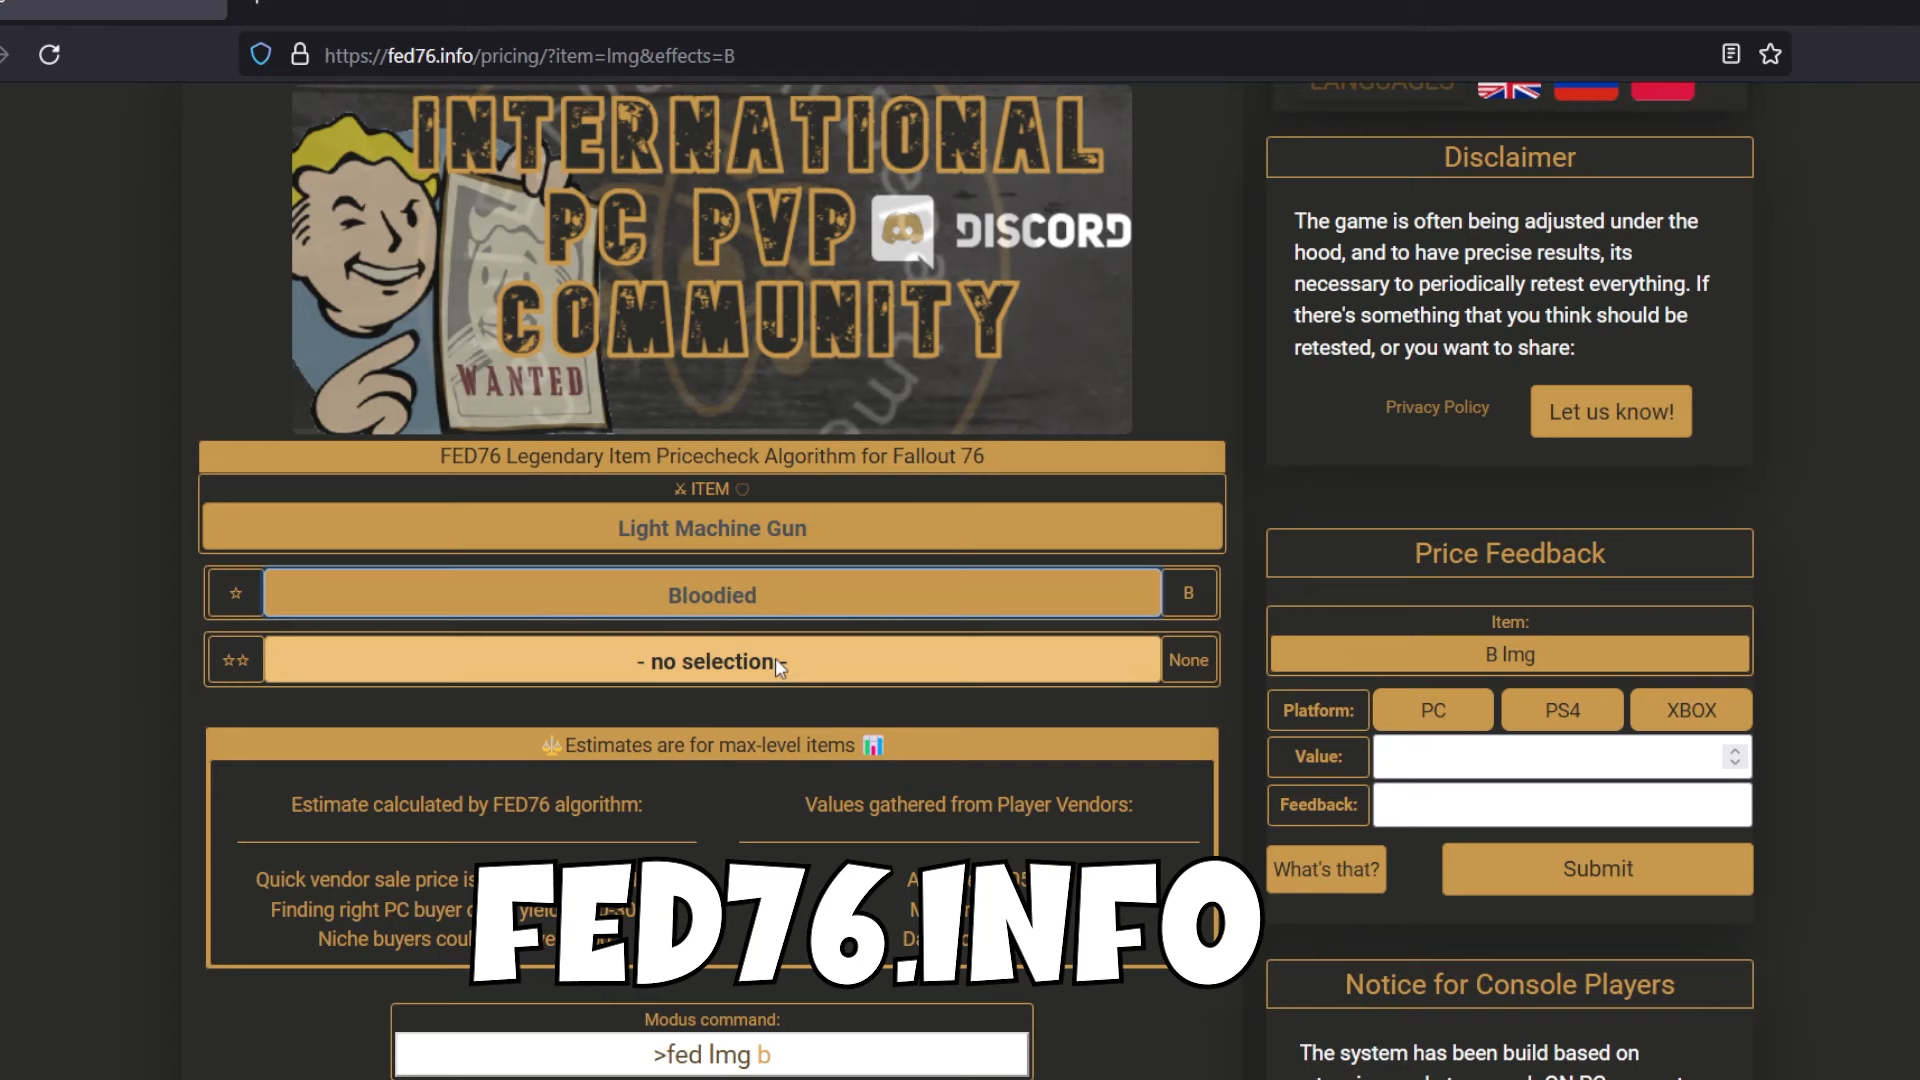 https://fed76.info/pricing/?item=lmg&effects=B
LANGUAGES
INTERNATIONAL
PC PVP DISCORD
COMMUNITY
WANTED
FED76 Legendary Item Pricecheck Algorithm for Fallout 76
ITEM
Light Machine Gun
Bloodied B
- no selection - None
Estimates are for max-level items
Estimate calculated by FED76 algorithm:
Values gathered from Player Vendors:
Quick vendor sale price is
Finding right PC buyer
Niche buyers
FED76.INFO
Modus command:
>fed lmg b
Disclaimer
The game is often being adjusted under the
hood, and to have precise results, its
necessary to periodically retest everything. If
there's something that you think should be
retested, or you want to share:
Privacy Policy Let us know!
Price Feedback
Item:
B lmg
Platform: PC PS4 XBOX
Value:
Feedback:
What's that? Submit
Notice for Console Players
The system has been build based on